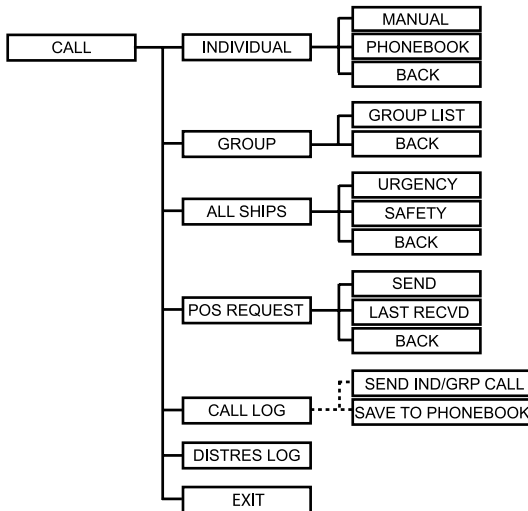 CALL
INDIVIDUAL
MANUAL
PHONEBOOK
BACK
GROUP
GROUP LIST
BACK
ALL SHIPS
URGENCY
SAFETY
BACK
POS REQUEST
SEND
LAST RECVD
BACK
CALL LOG
SEND IND/GRP CALL
SAVE TO PHONEBOOK
DISTRES LOG
EXIT